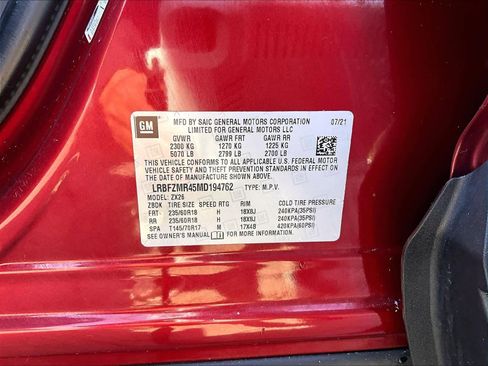 GM
MFD BY SAIC GENERAL MOTORS CORPORATION 07/21
LIMITED FOR GENERAL MOTORS LLC
GVWR GAWR FRT GAWR RR
2300 KG 1270 KG 1225 KG
5070 LB 2799 LB 2700 LB
THIS VEHICLE CONFORMS TO ALL APPLICABLE U.S. FEDERAL MOTOR
VEHICLE SAFETY AND THEFT PREVENTION STANDARDS IN EFFECT ON
THE DATE OF MANUFACTURE SHOWN ABOVE.
LRBFZMR45MD194762 TYPE: M.P.V.
MODEL: ZX26
ZBDK TIRE SIZE SPEED RTG RIM COLD TIRE PRESSURE
FRT 235/60R18 H 18X8J 240KPA(35PSI)
RR 235/60R18 H 18X8J 240KPA(35PSI)
SPA T145/70R17 M 17X4B 420KPA(60PSI)
SEE OWNER'S MANUAL FOR MORE INFORMATION